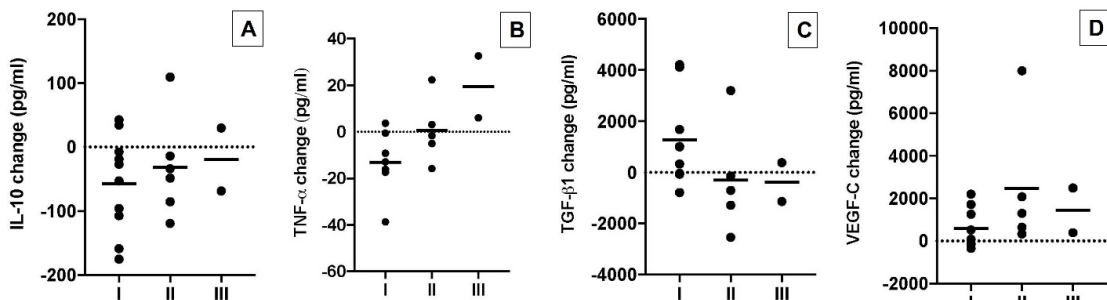 A
IL-10 change (pg/ml)
200
100
0
-100
-200
I II III
B
TNF-α change (pg/ml)
40
20
0
-20
-40
-60
I II III
C
TGF-β1 change (pg/ml)
6000
4000
2000
0
-2000
-4000
I II III
D
VEGF-C change (pg/ml)
10000
8000
6000
4000
2000
0
-2000
I II III